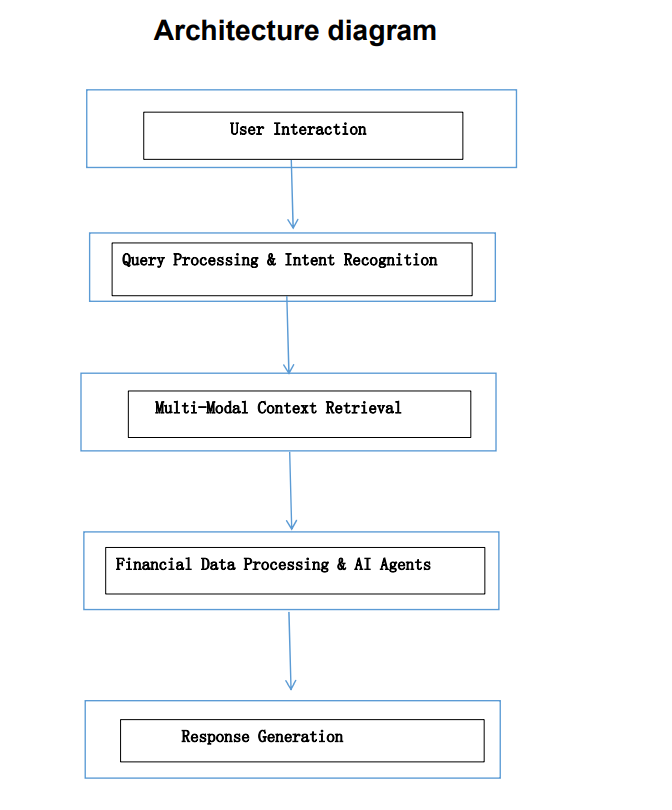 Architecture diagram
User Interaction
Query Processing & Intent Recognition
Multi-Modal Context Retrieval
Financial Data Processing & AI Agents
Response Generation